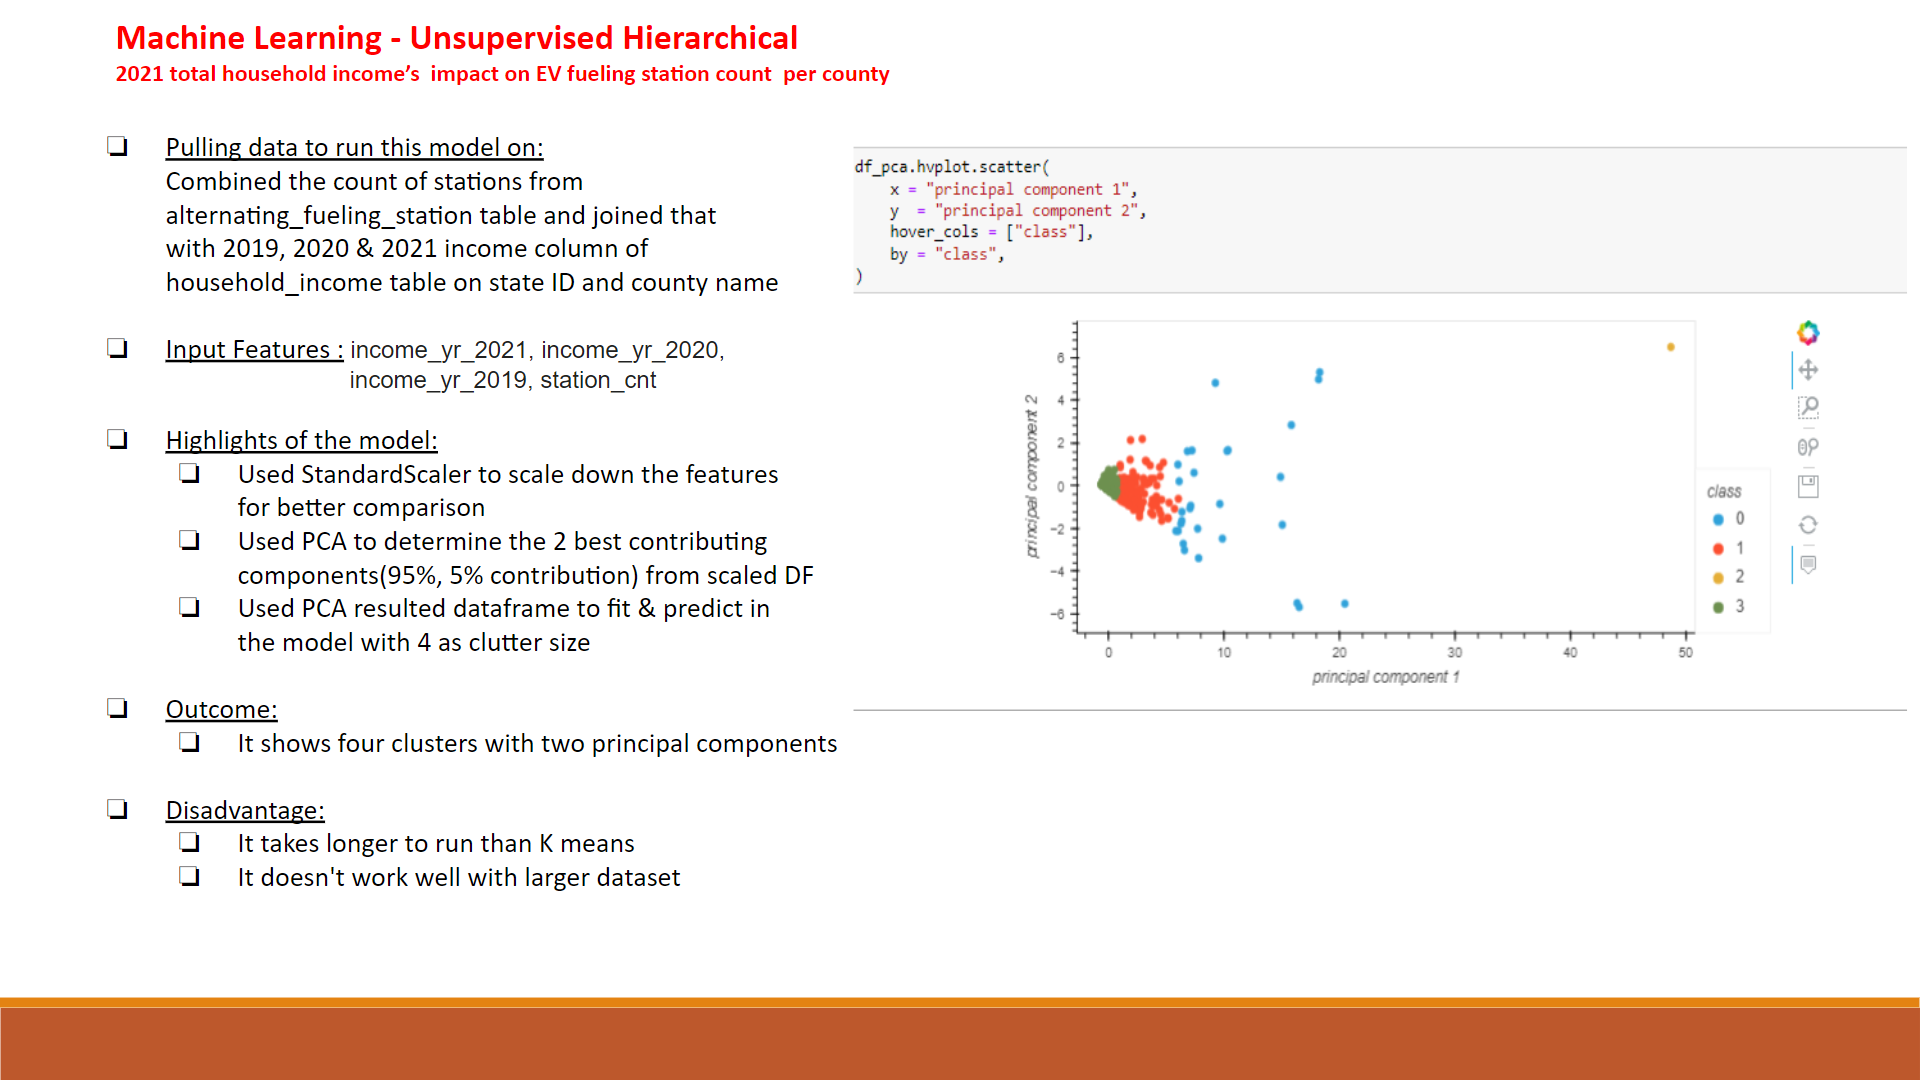 Machine Learning - Unsupervised Hierarchical
2021 total household income's  impact on EV fueling station count  per county
Pulling data to run this model on:
Combined the count of stations from
alternating_fueling_station table and joined that
with 2019, 2020 & 2021 income column of
household_income table on state ID and county name
Input Features : income_yr_2021, income_yr_2020,
income_yr_2019, station_cnt
Highlights of the model:
Used StandardScaler to scale down the features
for better comparison
Used PCA to determine the 2 best contributing
components(95%, 5% contribution) from scaled DF
Used PCA resulted dataframe to fit & predict in
the model with 4 as clutter size
Outcome:
It shows four clusters with two principal components
Disadvantage:
It takes longer to run than K means
It doesn't work well with larger dataset
df_pca.hvplot.scatter(
x = "principal component 1",
y  = "principal component 2",
hover_cols = ["class"],
by = "class",
)
principal component 2
6
4
2
0
-2
-4
-6
0 10 20 30 40 50
principal component 1
class
0
1
2
3